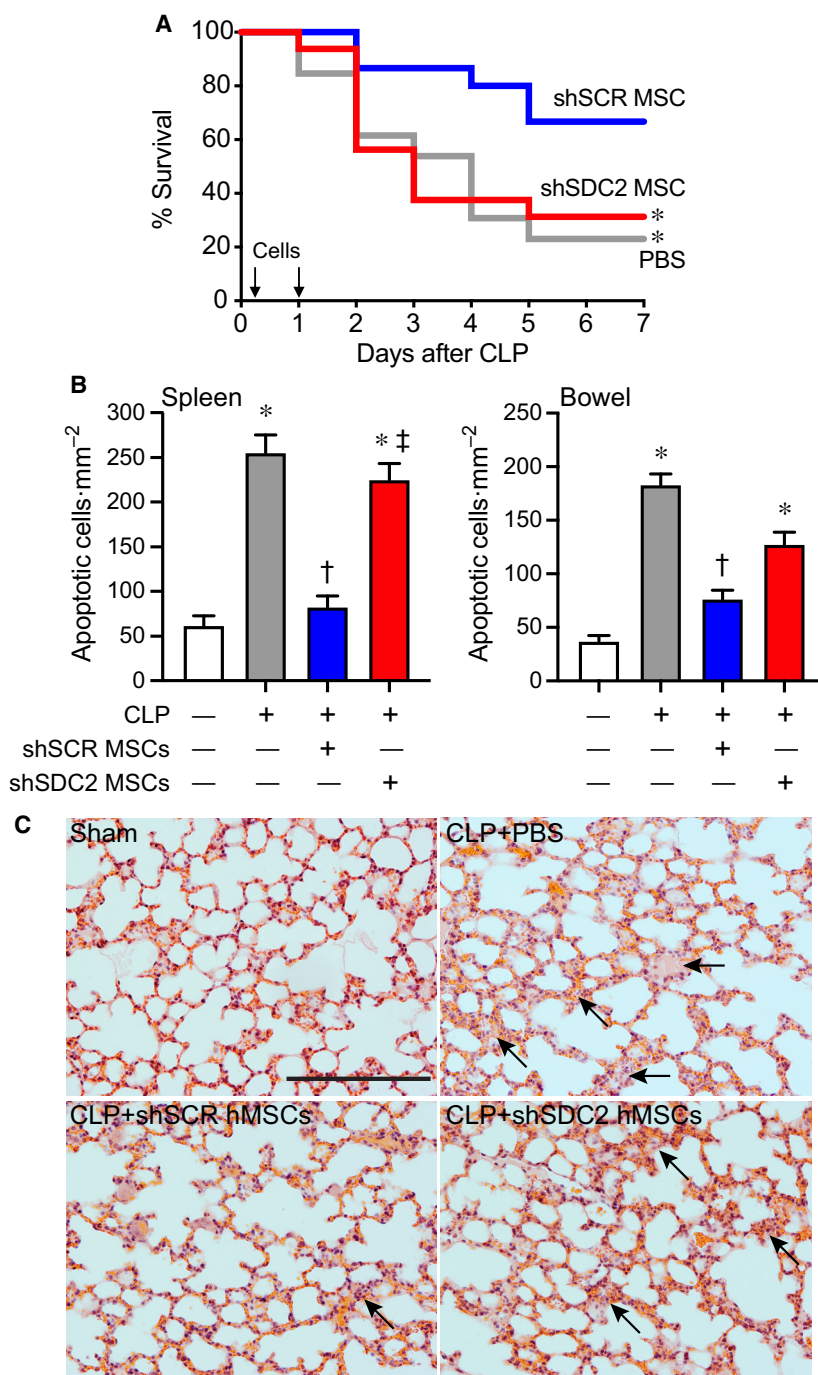 A
100
80
60
40
20
0
% Survival
shSCR MSC
shSDC2 MSC
*
*
PBS
Cells
0 1 2 3 4 5 6 7
Days after CLP
B
Spleen
300
250
200
150
100
50
0
Apoptotic cells·mm⁻²
*
†
* ‡
Bowel
250
200
150
100
50
0
Apoptotic cells·mm⁻²
*
†
*
CLP — + + + — + + +
shSCR MSCs — — + — — — + —
shSDC2 MSCs — — — + — — — +
C
Sham
CLP+PBS
CLP+shSCR hMSCs
CLP+shSDC2 hMSCs